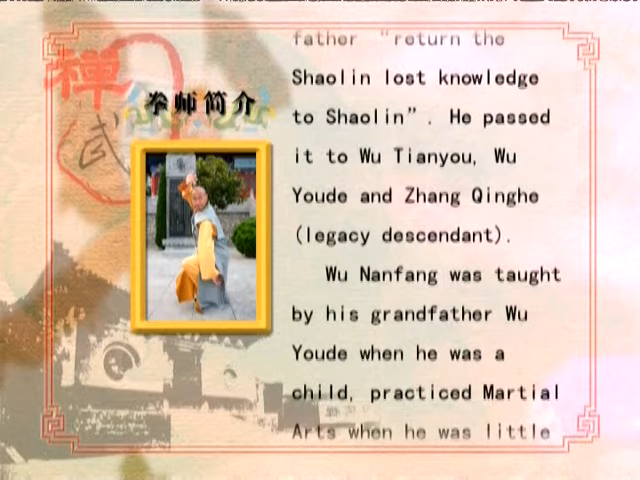 禅
武
拳师简介
father “return the
Shaolin lost knowledge
to Shaolin”. He passed
it to Wu Tianyou, Wu
Youde and Zhang Qinghe
(legacy descendant).
Wu Nanfang was taught
by his grandfather Wu
Youde when he was a
child, practiced Martial
Arts when he was little